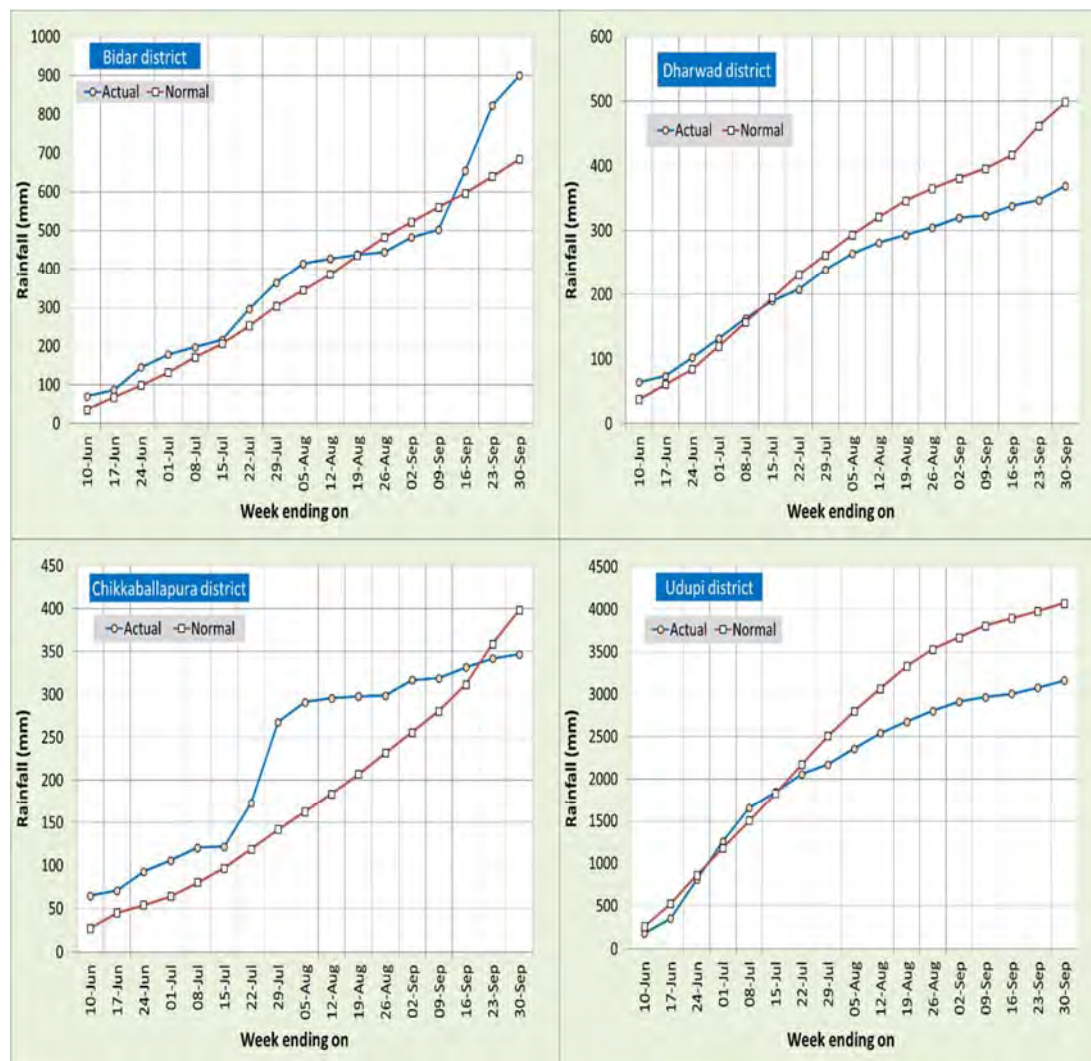 Bidar district
Actual Normal
1000
900
800
700
600
500
400
300
200
100
0
Rainfall (mm)
10-Jun
17-Jun
24-Jun
01-Jul
08-Jul
15-Jul
22-Jul
29-Jul
05-Aug
12-Aug
19-Aug
26-Aug
02-Sep
09-Sep
16-Sep
23-Sep
30-Sep
Week ending on
Dharwad district
Actual Normal
600
500
400
300
200
100
0
Rainfall (mm)
10-Jun
17-Jun
24-Jun
01-Jul
08-Jul
15-Jul
22-Jul
29-Jul
05-Aug
12-Aug
19-Aug
26-Aug
02-Sep
09-Sep
16-Sep
23-Sep
30-Sep
Week ending on
Chikkaballapura district
Actual Normal
450
400
350
300
250
200
150
100
50
0
Rainfall (mm)
10-Jun
17-Jun
24-Jun
01-Jul
08-Jul
15-Jul
22-Jul
29-Jul
05-Aug
12-Aug
19-Aug
26-Aug
02-Sep
09-Sep
16-Sep
23-Sep
30-Sep
Week ending on
Udupi district
Actual Normal
4500
4000
3500
3000
2500
2000
1500
1000
500
0
Rainfall (mm)
10-Jun
17-Jun
24-Jun
01-Jul
08-Jul
15-Jul
22-Jul
29-Jul
05-Aug
12-Aug
19-Aug
26-Aug
02-Sep
09-Sep
16-Sep
23-Sep
30-Sep
Week ending on